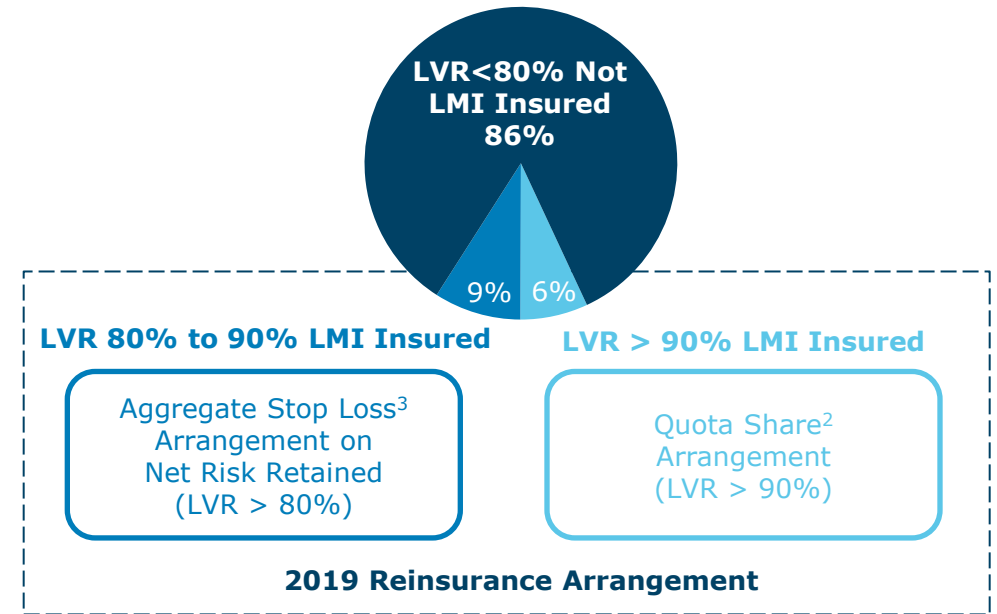 LVR<80% Not
LMI Insured
86%
9%
6%
LVR 80% to 90% LMI Insured
LVR > 90% LMI Insured
Aggregate Stop Loss³
Arrangement on
Net Risk Retained
(LVR > 80%)
Quota Share²
Arrangement
(LVR > 90%)
2019 Reinsurance Arrangement